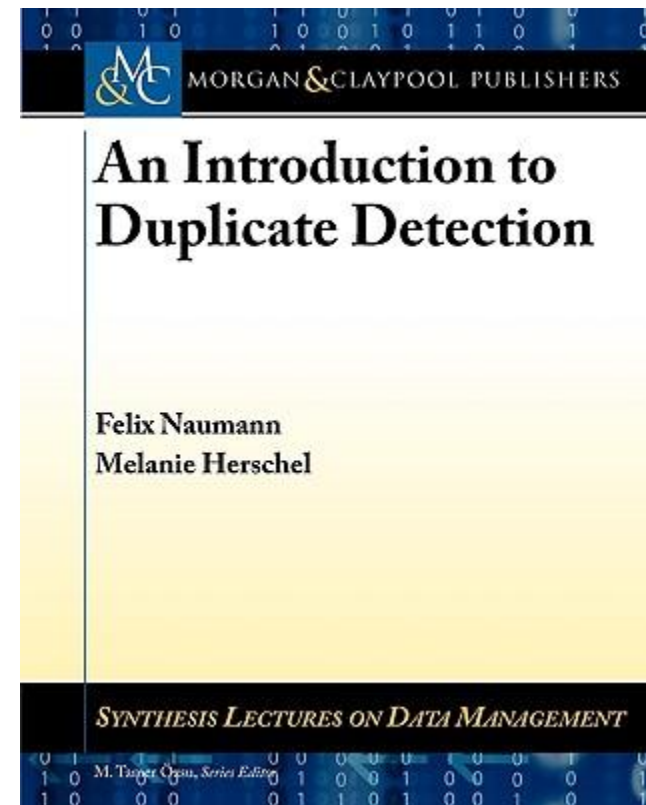 M&C MORGAN&CLAYPOOL PUBLISHERS
An Introduction to
Duplicate Detection
Felix Naumann
Melanie Herschel
SYNTHESIS LECTURES ON DATA MANAGEMENT
M. Tamer Özsu, Series Editor